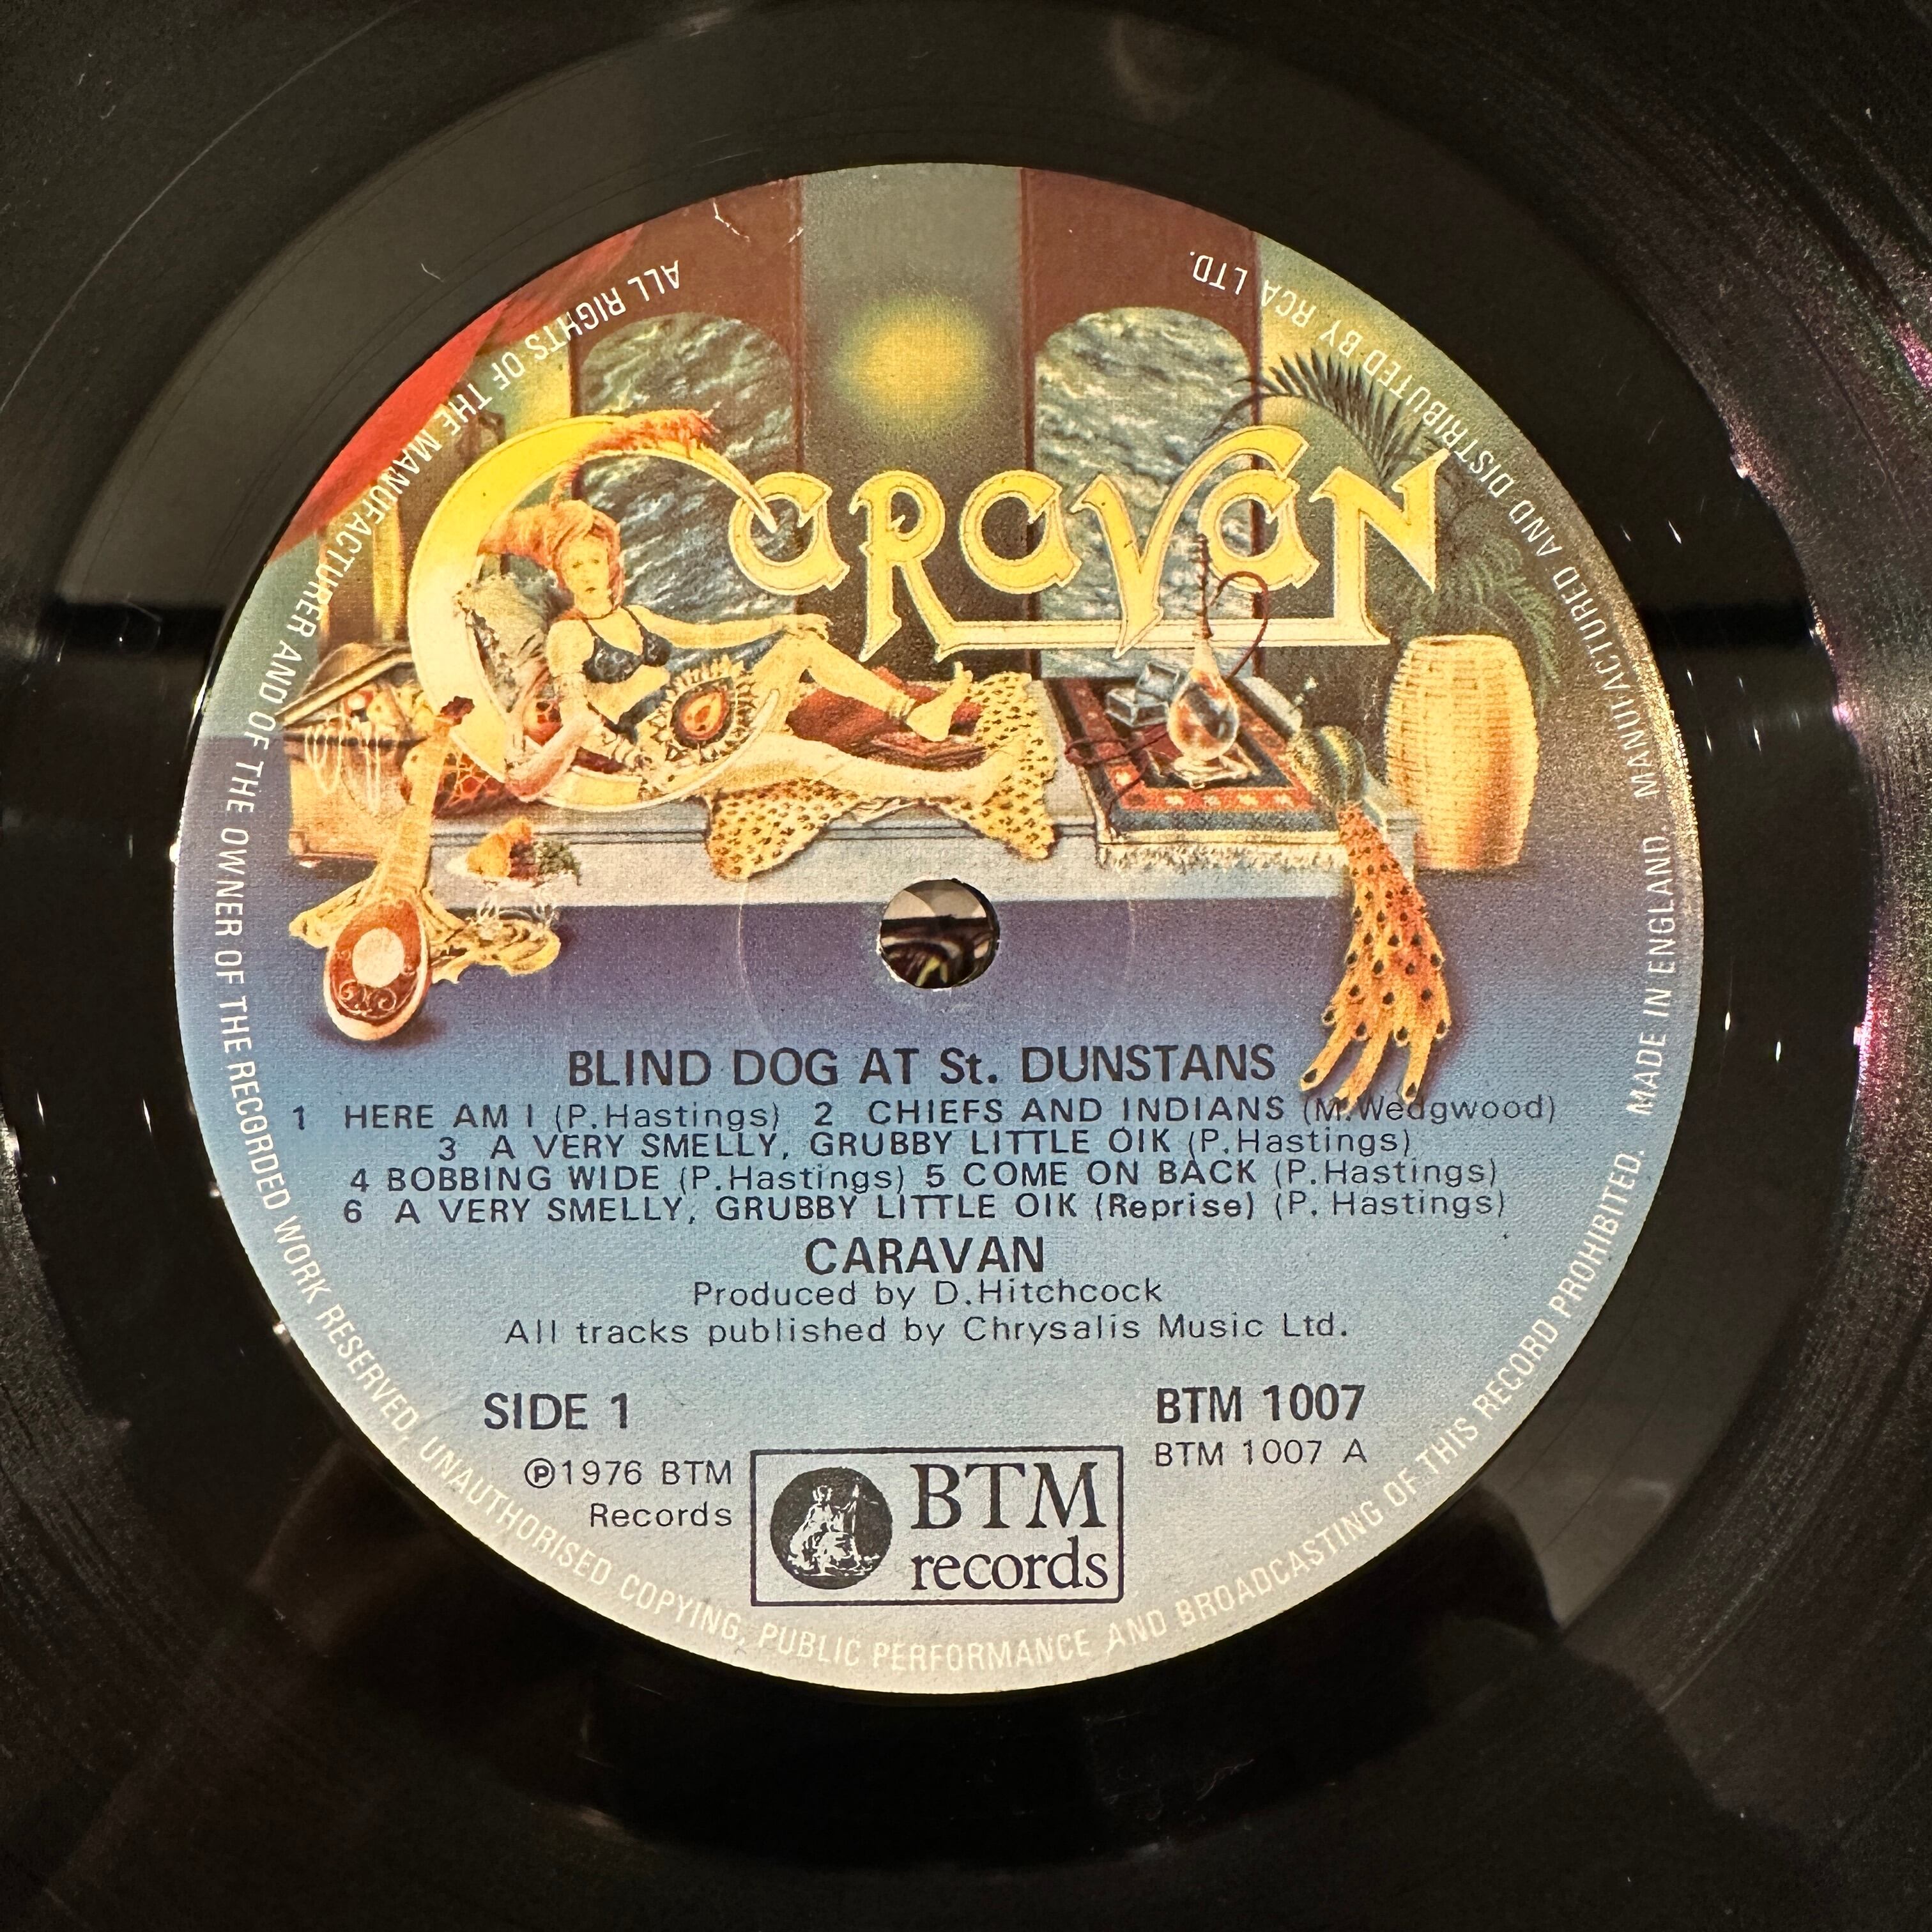 CARAVAN
BLIND DOG AT St. DUNSTANS
1 HERE AM I (P.Hastings) 2 CHIEFS AND INDIANS (M.Wedgwood)
3 A VERY SMELLY, GRUBBY LITTLE OIK (P.Hastings)
4 BOBBING WIDE (P.Hastings) 5 COME ON BACK (P.Hastings)
6 A VERY SMELLY, GRUBBY LITTLE OIK (Reprise) (P. Hastings)
CARAVAN
Produced by D.Hitchcock
All tracks published by Chrysalis Music Ltd.
SIDE 1
BTM 1007
BTM 1007 A
℗1976 BTM
Records
BTM
records
ALL RIGHTS OF THE MANUFACTURER AND OF THE OWNER OF THE RECORDED WORK RESERVED. UNAUTHORISED COPYING, PUBLIC PERFORMANCE AND BROADCASTING OF THIS RECORD PROHIBITED. MADE IN ENGLAND. MANUFACTURED AND DISTRIBUTED BY RCA LTD.